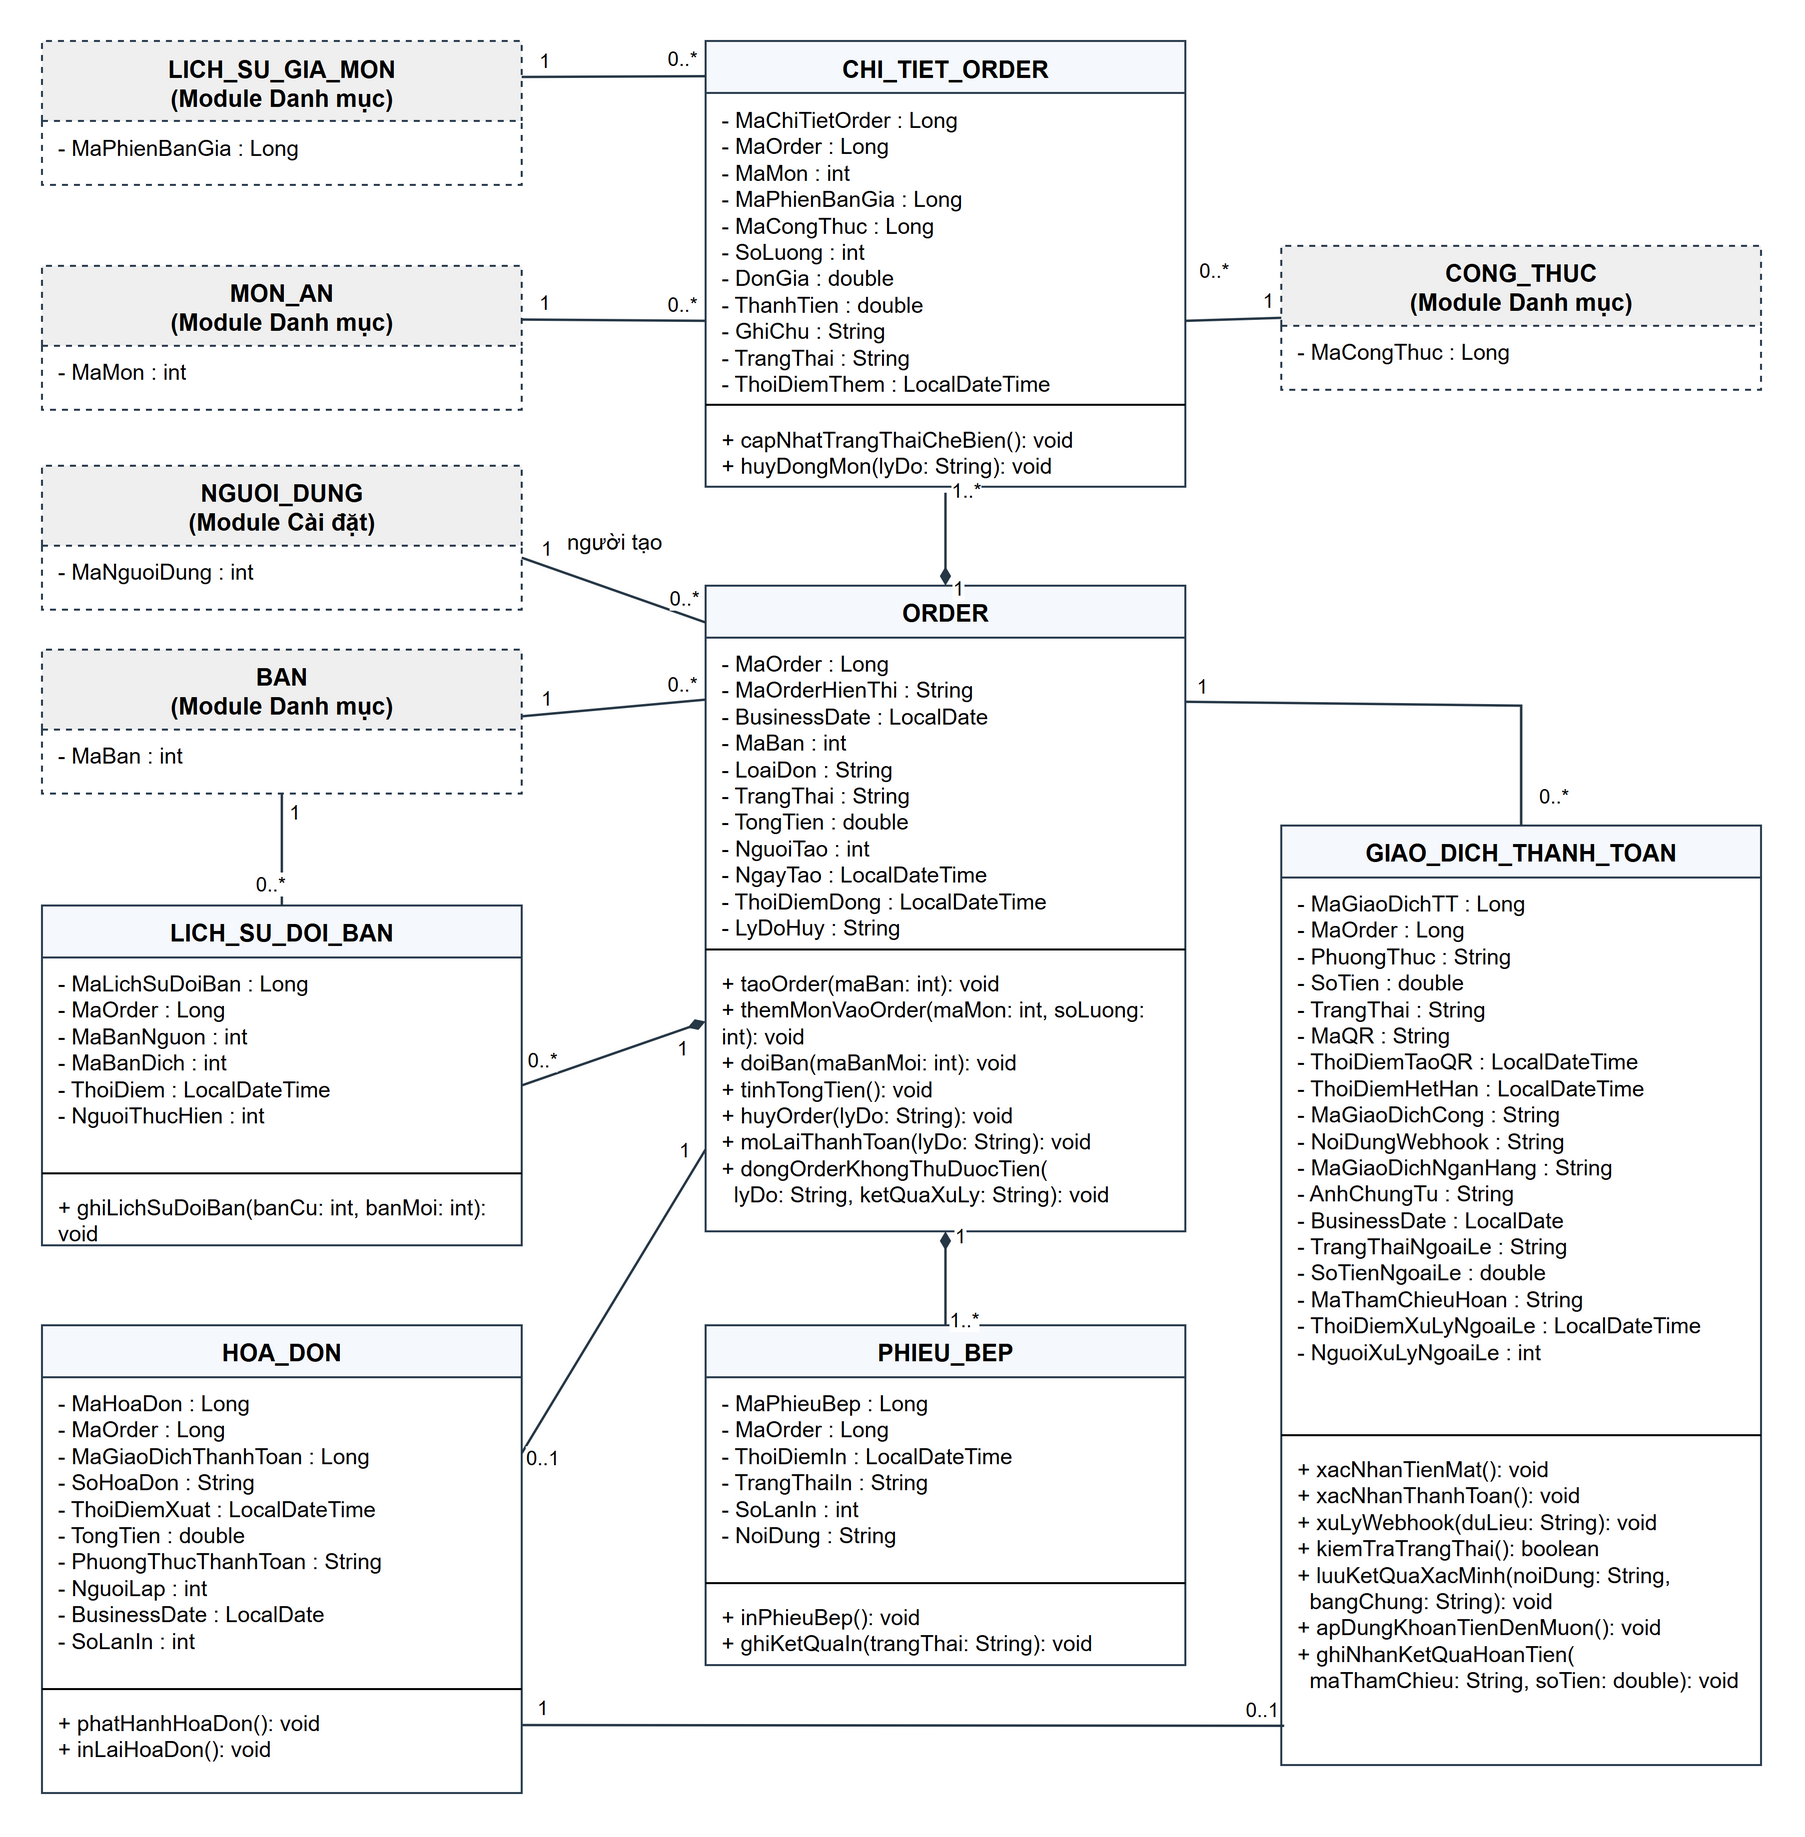 LICH_SU_GIA_MON
(Module Danh mục)
- MaPhienBanGia : Long
1
0..*
CHI_TIET_ORDER
- MaChiTietOrder : Long
- MaOrder : Long
- MaMon : int
- MaPhienBanGia : Long
- MaCongThuc : Long
- SoLuong : int
- DonGia : double
- ThanhTien : double
- GhiChu : String
- TrangThai : String
- ThoiDiemThem : LocalDateTime
+ capNhatTrangThaiCheBien(): void
+ huyDongMon(lyDo: String): void
MON_AN
(Module Danh mục)
- MaMon : int
1
0..*
0..*
1
CONG_THUC
(Module Danh mục)
- MaCongThuc : Long
NGUOI_DUNG
(Module Cài đặt)
- MaNguoiDung : int
1
người tạo
0..*
1..*
1
ORDER
- MaOrder : Long
- MaOrderHienThi : String
- BusinessDate : LocalDate
- MaBan : int
- LoaiDon : String
- TrangThai : String
- TongTien : double
- NguoiTao : int
- NgayTao : LocalDateTime
- ThoiDiemDong : LocalDateTime
- LyDoHuy : String
+ taoOrder(maBan: int): void
+ themMonVaoOrder(maMon: int, soLuong:
int): void
+ doiBan(maBanMoi: int): void
+ tinhTongTien(): void
+ huyOrder(lyDo: String): void
+ moLaiThanhToan(lyDo: String): void
+ dongOrderKhongThuDuocTien(
lyDo: String, ketQuaXuLy: String): void
BAN
(Module Danh mục)
- MaBan : int
1
0..*
1
0..*
1
0..*
LICH_SU_DOI_BAN
- MaLichSuDoiBan : Long
- MaOrder : Long
- MaBanNguon : int
- MaBanDich : int
- ThoiDiem : LocalDateTime
- NguoiThucHien : int
+ ghiLichSuDoiBan(banCu: int, banMoi: int):
void
0..*
1
GIAO_DICH_THANH_TOAN
- MaGiaoDichTT : Long
- MaOrder : Long
- PhuongThuc : String
- SoTien : double
- TrangThai : String
- MaQR : String
- ThoiDiemTaoQR : LocalDateTime
- ThoiDiemHetHan : LocalDateTime
- MaGiaoDichCong : String
- NoiDungWebhook : String
- MaGiaoDichNganHang : String
- AnhChungTu : String
- BusinessDate : LocalDate
- TrangThaiNgoaiLe : String
- SoTienNgoaiLe : double
- MaThamChieuHoan : String
- ThoiDiemXuLyNgoaiLe : LocalDateTime
- NguoiXuLyNgoaiLe : int
+ xacNhanTienMat(): void
+ xacNhanThanhToan(): void
+ xuLyWebhook(duLieu: String): void
+ kiemTraTrangThai(): boolean
+ luuKetQuaXacMinh(noiDung: String,
bangChung: String): void
+ apDungKhoanTienDenMuon(): void
+ ghiNhanKetQuaHoanTien(
maThamChieu: String, soTien: double): void
1
0..1
HOA_DON
- MaHoaDon : Long
- MaOrder : Long
- MaGiaoDichThanhToan : Long
- SoHoaDon : String
- ThoiDiemXuat : LocalDateTime
- TongTien : double
- PhuongThucThanhToan : String
- NguoiLap : int
- BusinessDate : LocalDate
- SoLanIn : int
+ phatHanhHoaDon(): void
+ inLaiHoaDon(): void
1
1..*
PHIEU_BEP
- MaPhieuBep : Long
- MaOrder : Long
- ThoiDiemIn : LocalDateTime
- TrangThaiIn : String
- SoLanIn : int
- NoiDung : String
+ inPhieuBep(): void
+ ghiKetQuaIn(trangThai: String): void
1
0..1